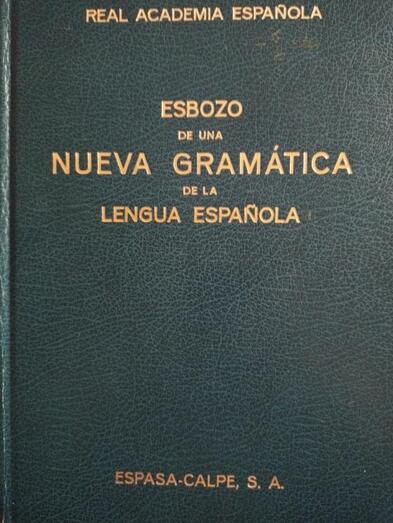 REAL ACADEMIA ESPAÑOLA
ESBOZO
DE UNA
NUEVA GRAMÁTICA
DE LA
LENGUA ESPAÑOLA
ESPASA-CALPE, S. A.